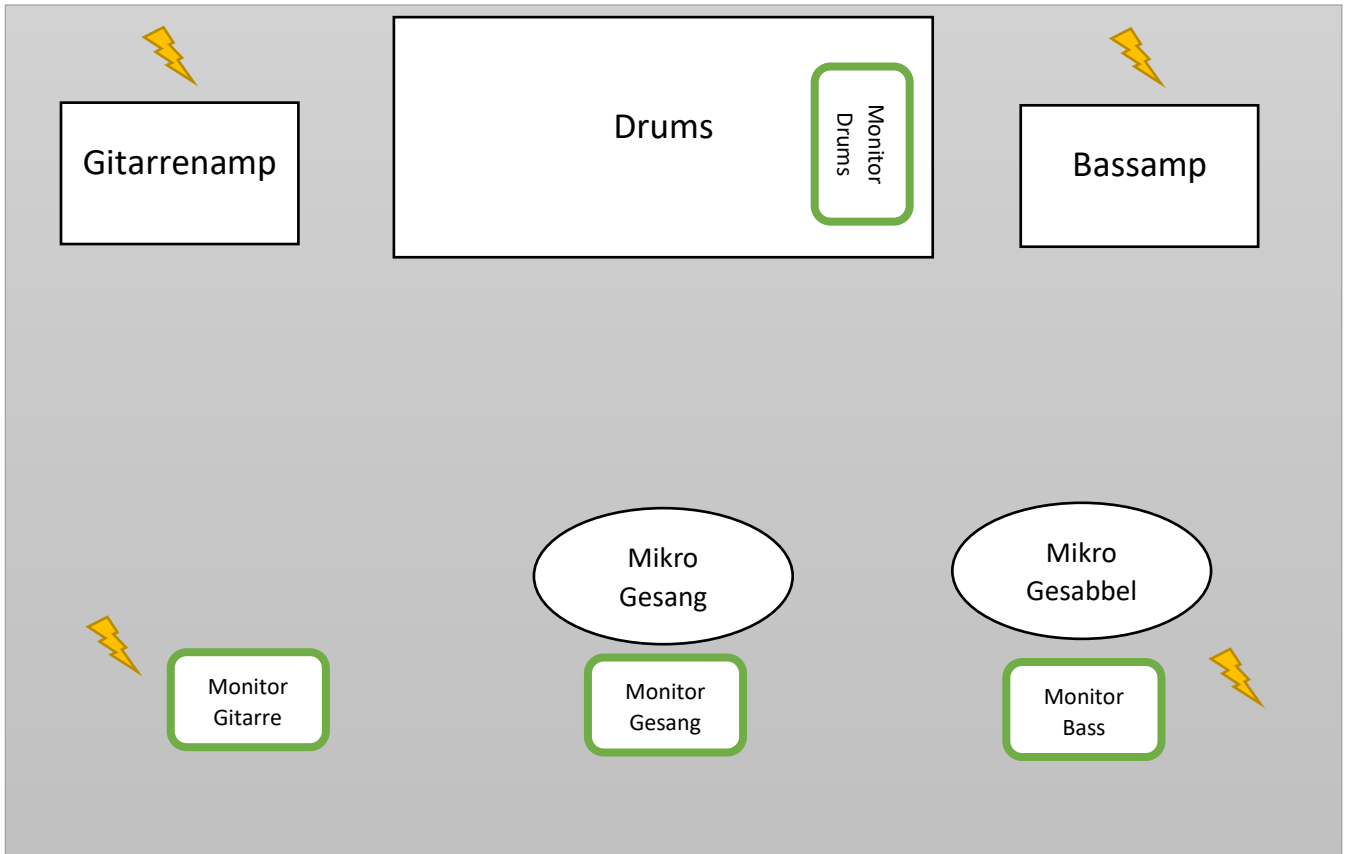 Gitarrenamp
Drums
Monitor
Drums
Bassamp
Mikro
Gesang
Mikro
Gesabbel
Monitor
Gitarre
Monitor
Gesang
Monitor
Bass